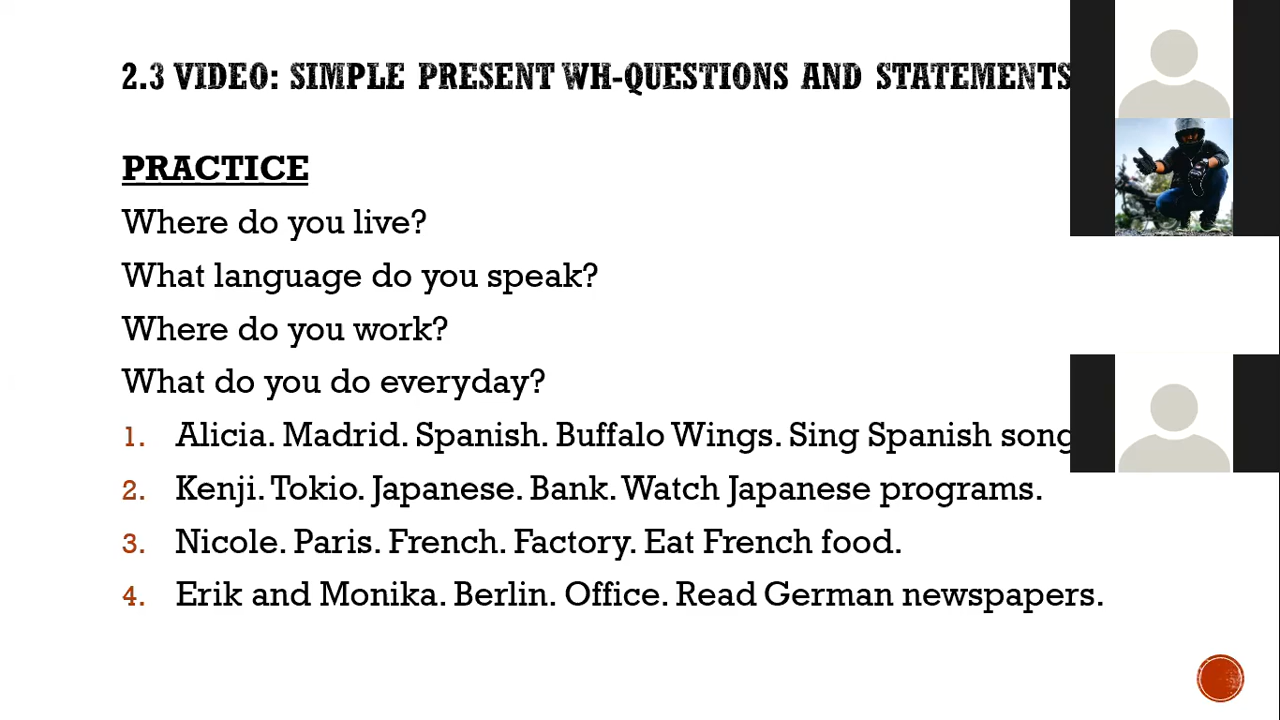 2.3 VIDEO: SIMPLE PRESENT WH-QUESTIONS AND STATEMENTS
PRACTICE
Where do you live?
What language do you speak?
Where do you work?
What do you do everyday?
1. Alicia. Madrid. Spanish. Buffalo Wings. Sing Spanish song
2. Kenji. Tokio. Japanese. Bank. Watch Japanese programs.
3. Nicole. Paris. French. Factory. Eat French food.
4. Erik and Monika. Berlin. Office. Read German newspapers.